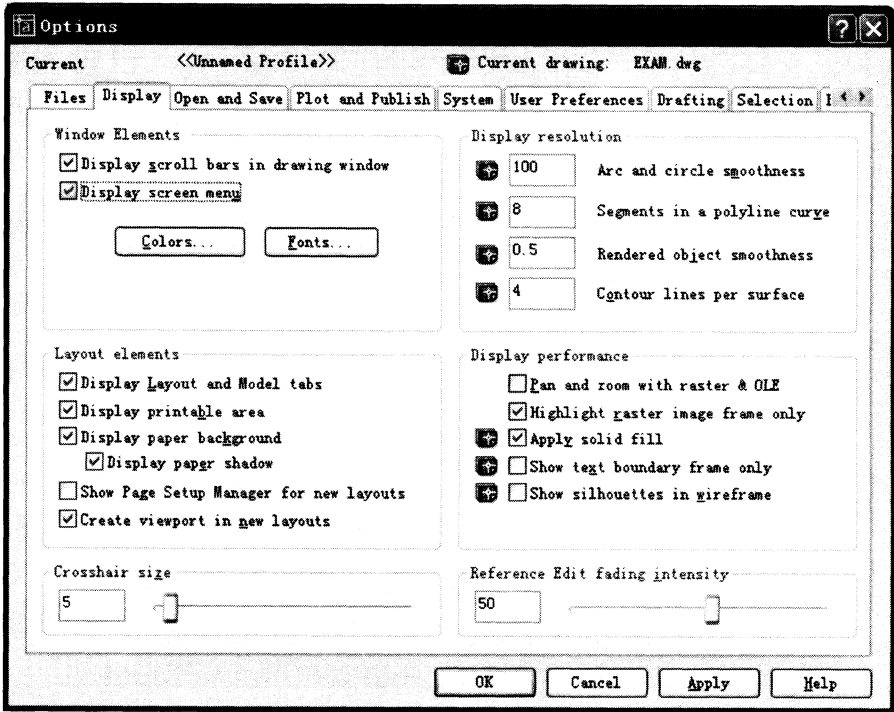 Options
Current <<Unnamed Profile>> Current drawing: EXAM.dwg
Files Display Open and Save Plot and Publish System User Preferences Drafting Selection
Window Elements
Display scroll bars in drawing window
Display screen menu
Colors... Fonts...
Display resolution
100 Arc and circle smoothness
8 Segments in a polyline curve
0.5 Rendered object smoothness
4 Contour lines per surface
Layout elements
Display Layout and Model tabs
Display printable area
Display paper background
Display paper shadow
Show Page Setup Manager for new layouts
Create viewport in new layouts
Display performance
Pan and room with raster & OLE
Highlight raster image frame only
Apply solid fill
Show text boundary frame only
Show silhouettes in wireframe
Crosshair size
5
Reference Edit fading intensity
50
OK Cancel Apply Help